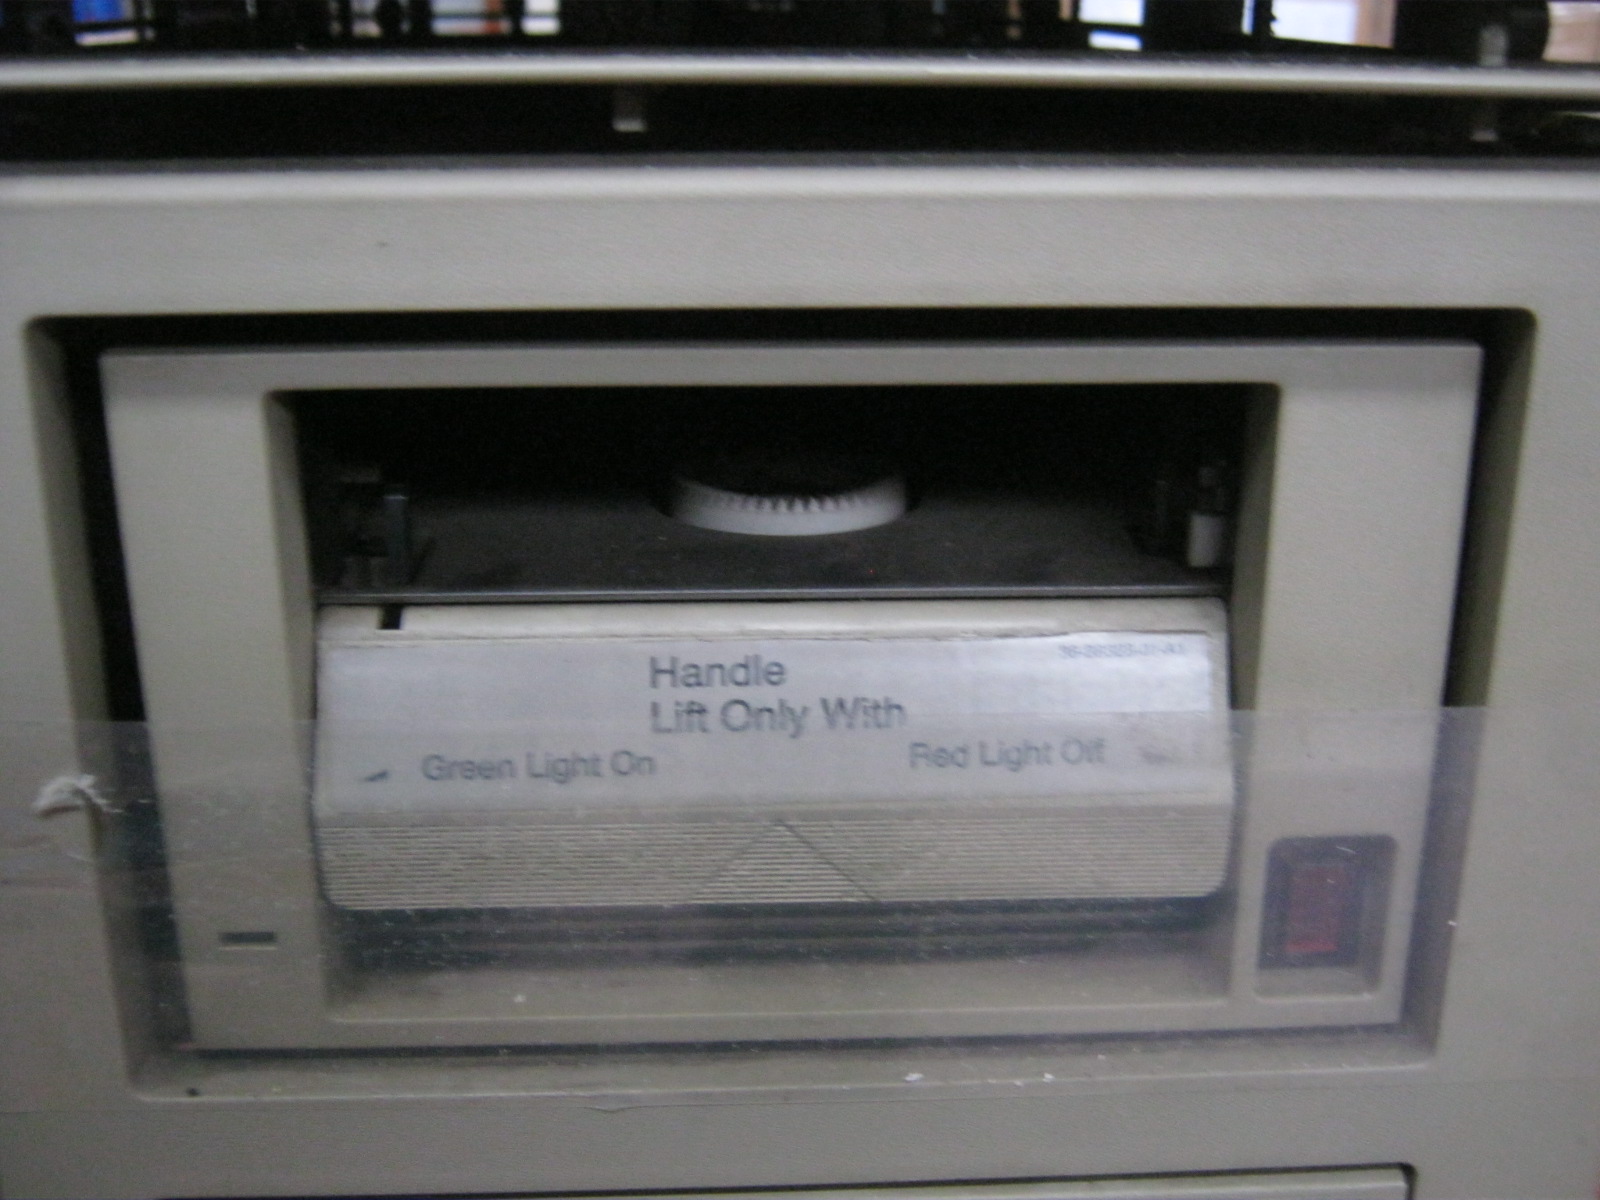 Handle
Lift Only With
Green Light On
Red Light Off